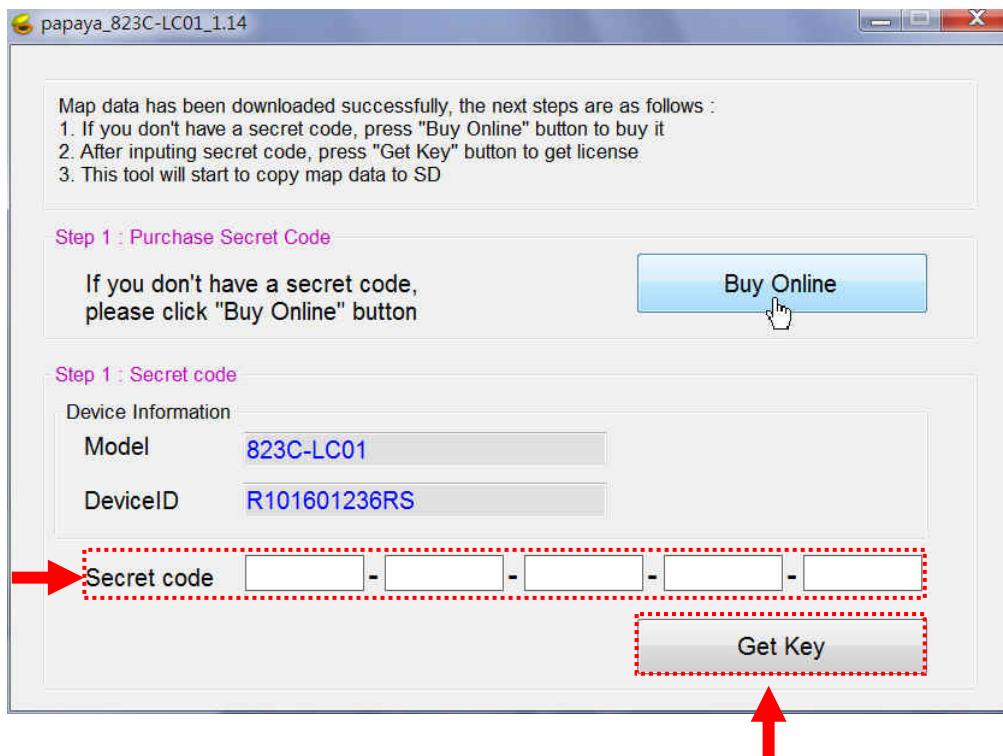 papaya_823C-LC01_1.14
Map data has been downloaded successfully, the next steps are as follows :
1. If you don't have a secret code, press "Buy Online" button to buy it
2. After inputing secret code, press "Get Key" button to get license
3. This tool will start to copy map data to SD
Step 1 : Purchase Secret Code
If you don't have a secret code,
please click "Buy Online" button
Buy Online
Step 1 : Secret code
Device Information
Model 823C-LC01
DeviceID R101601236RS
Secret code - - - -
Get Key